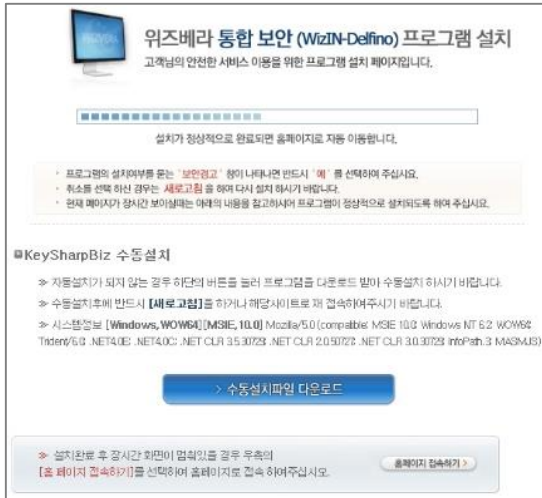 위즈베라 통합 보안 (WizIN-Delfino) 프로그램 설치
고객님의 안전한 서비스 이용을 위한 프로그램 설치 페이지입니다.
설치가 정상적으로 완료되면 홈페이지로 자동 이동합니다.
· 프로그램의 설치여부를 묻는 '보안경고' 창이 나타나면 반드시 '예' 를 선택하여 주십시요.
· 취소를 선택 하신 경우는 새로고침 을 하여 다시 설치 하시기 바랍니다.
· 현재 페이지가 장시간 보이실때는 아래의 내용을 참고하시어 프로그램이 정상적으로 설치되도록 하여 주십시요.
KeySharpBiz 수동설치
≫ 자동설치가 되지 않는 경우 하단의 버튼을 눌러 프로그램을 다운로드 받아 수동설치 하시기 바랍니다.
≫ 수동설치후에 반드시 [새로고침]를 하거나 해당사이트로 재 접속하여주시기 바랍니다.
≫ 시스템정보 [Windows, WOW64][MSIE, 10.0] Mozilla/5.0 (compatible; MSIE 10.0; Windows NT 6.2; WOW64;
Trident/6.0; .NET4.0E; .NET4.0C; .NET CLR 3.5.30729; .NET CLR 2.0.50727; .NET CLR 3.0.30729; InfoPath.3; MASMJS)
> 수동설치파일 다운로드
≫ 설치완료 후 장시간 화면이 멈춰있을 경우 우측의
[홈 페이지 접속하기]를 선택하여 홈페이지로 접속 하여주십시오.
홈페이지 접속하기 >